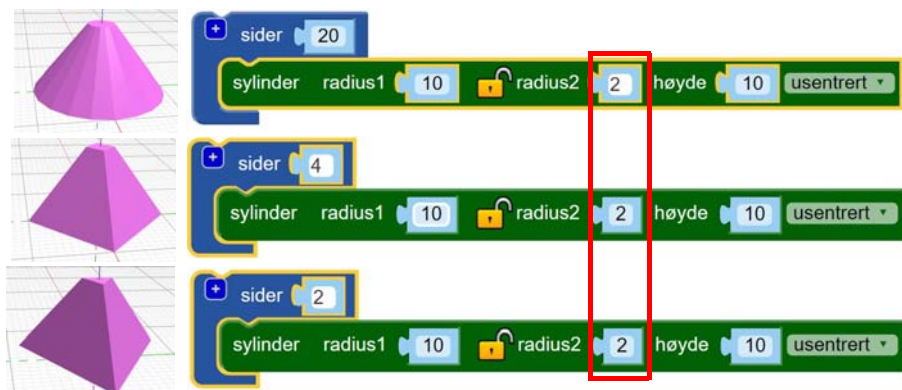 sider 20
sylinder radius1 10 radius2 2 høyde 10 usentrert
sider 4
sylinder radius1 10 radius2 2 høyde 10 usentrert
sider 2
sylinder radius1 10 radius2 2 høyde 10 usentrert